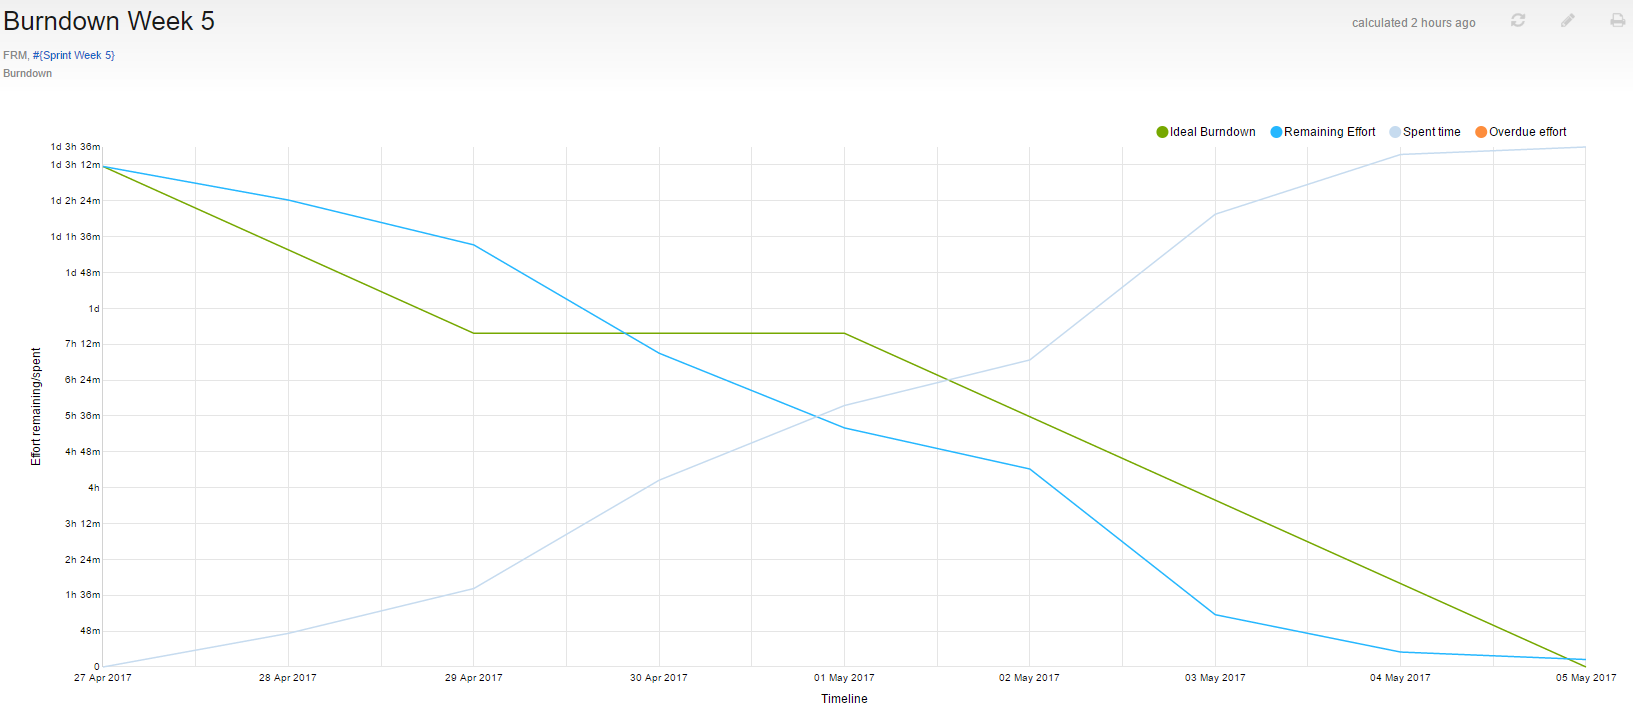 Burndown Week 5
calculated 2 hours ago
FRM, #{Sprint Week 5}
Burndown
Ideal Burndown
Remaining Effort
Spent time
Overdue effort
1d 3h 36m
1d 3h 12m
1d 2h 24m
1d 1h 36m
1d 48m
1d
7h 12m
6h 24m
5h 36m
4h 48m
4h
3h 12m
2h 24m
1h 36m
48m
0
Effort remaining/spent
27 Apr 2017
28 Apr 2017
29 Apr 2017
30 Apr 2017
01 May 2017
02 May 2017
03 May 2017
04 May 2017
05 May 2017
Timeline